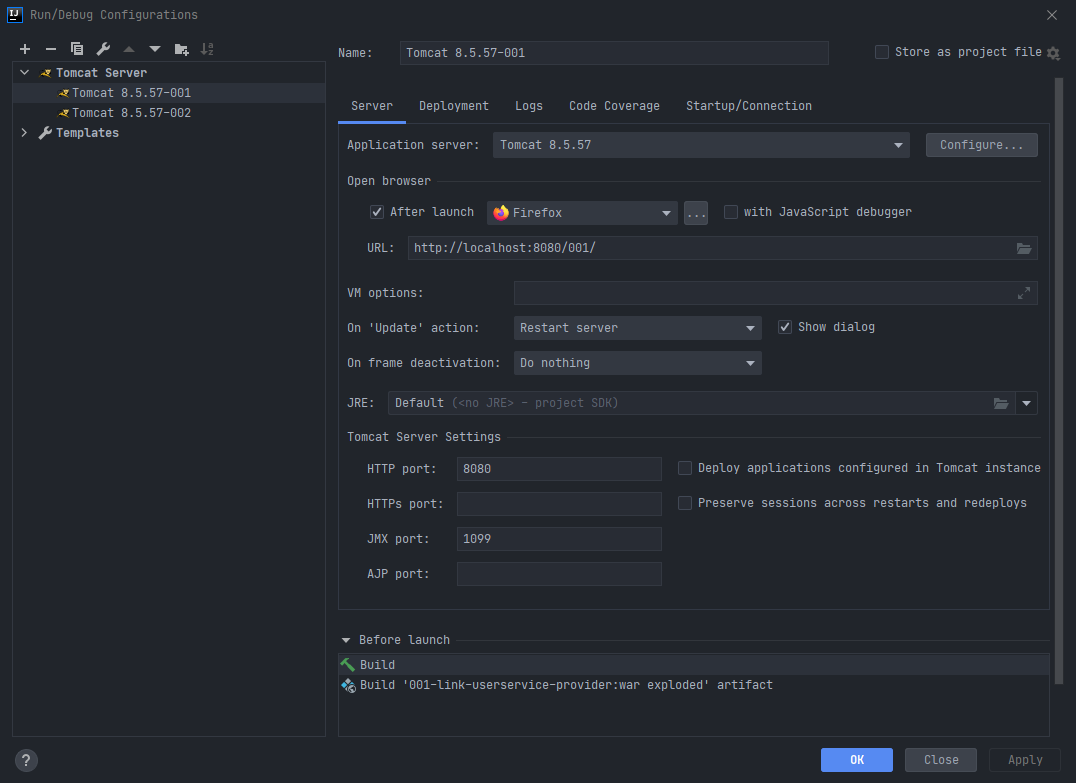 Run/Debug Configurations
Name: Tomcat 8.5.57-001 Store as project file
Tomcat Server
Tomcat 8.5.57-001
Tomcat 8.5.57-002
Templates
Server Deployment Logs Code Coverage Startup/Connection
Application server: Tomcat 8.5.57 Configure...
Open browser
After launch Firefox ... with JavaScript debugger
URL: http://localhost:8080/001/
VM options:
On 'Update' action: Restart server Show dialog
On frame deactivation: Do nothing
JRE: Default (<no JRE> - project SDK)
Tomcat Server Settings
HTTP port: 8080 Deploy applications configured in Tomcat instance
HTTPs port: Preserve sessions across restarts and redeploys
JMX port: 1099
AJP port:
Before launch
Build
Build '001-link-userservice-provider:war exploded' artifact
? OK Close Apply